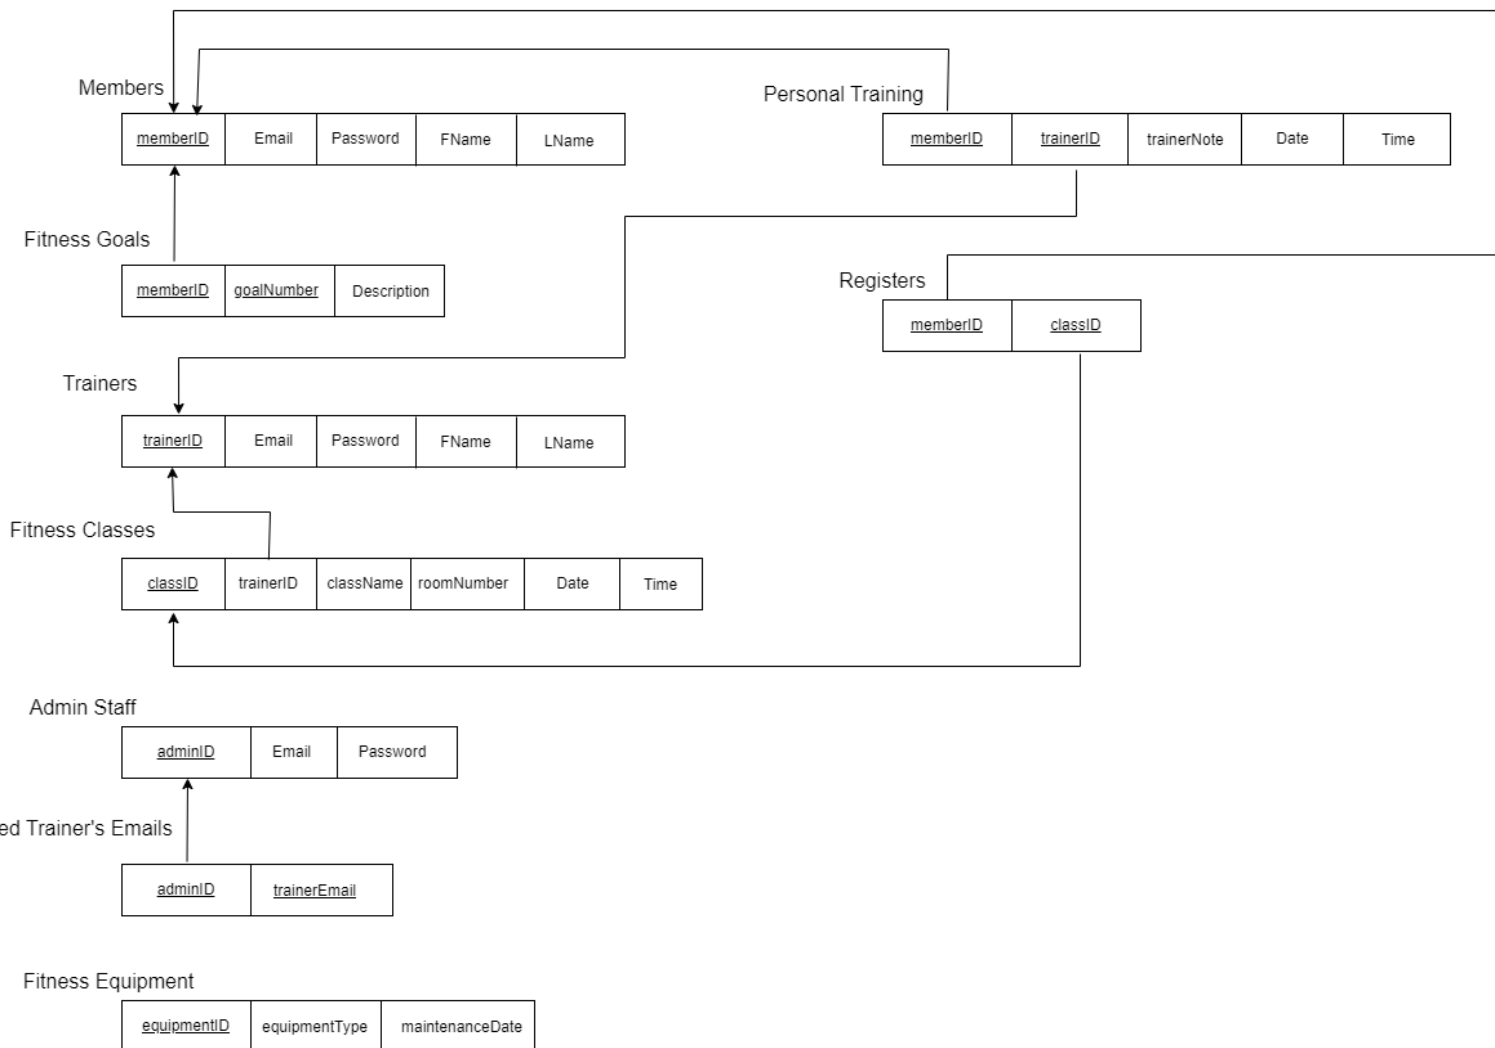 Members
memberID Email Password FName LName
Personal Training
memberID trainerID trainerNote Date Time
Fitness Goals
memberID goalNumber Description
Registers
memberID classID
Trainers
trainerID Email Password FName LName
Fitness Classes
classID trainerID className roomNumber Date Time
Admin Staff
adminID Email Password
Trainer's Emails
adminID trainerEmail
Fitness Equipment
equipmentID equipmentType maintenanceDate